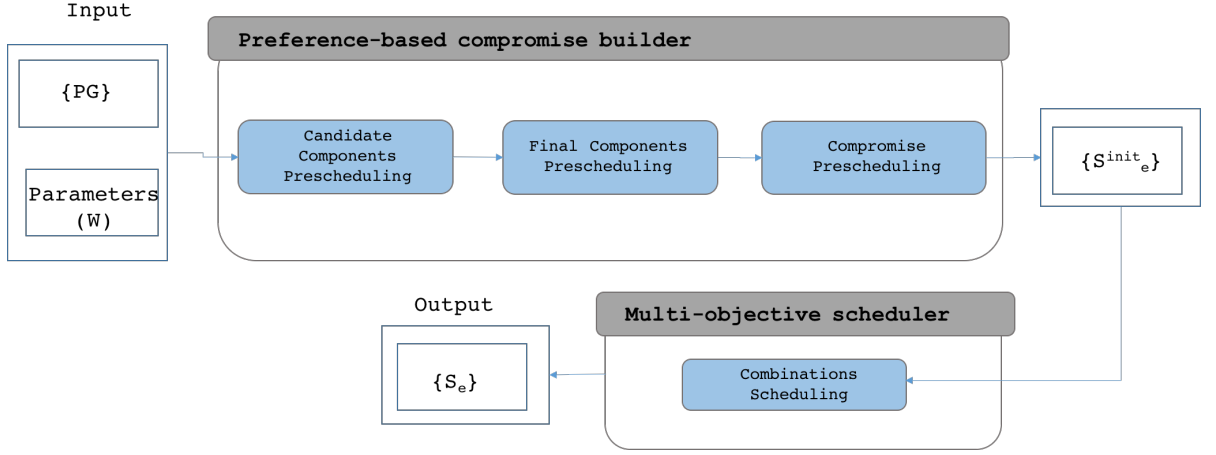 Input
Preference-based compromise builder
{PG}
Parameters
(W)
Candidate
Components
Prescheduling
Final Components
Prescheduling
Compromise
Prescheduling
{S^init_e}
Output
Multi-objective scheduler
{S_e}
Combinations
Scheduling